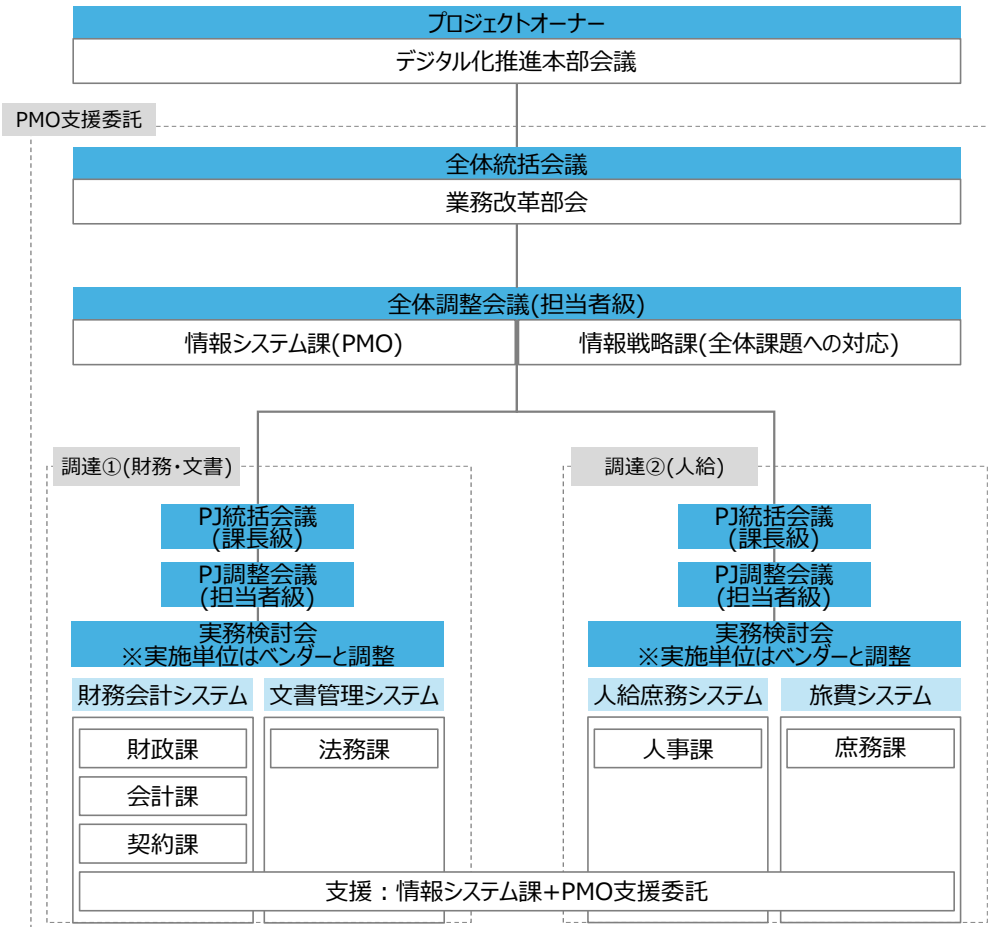 プロジェクトオーナー
デジタル化推進本部会議
PMO支援委託
全体統括会議
業務改革部会
全体調整会議(担当者級)
情報システム課(PMO)
情報戦略課(全体課題への対応)
調達①(財務・文書)
PJ統括会議
(課長級)
PJ調整会議
(担当者級)
実務検討会
※実施単位はベンダーと調整
財務会計システム
文書管理システム
財政課
会計課
契約課
法務課
調達②(人給)
PJ統括会議
(課長級)
PJ調整会議
(担当者級)
実務検討会
※実施単位はベンダーと調整
人給庶務システム
旅費システム
人事課
庶務課
支援：情報システム課+PMO支援委託